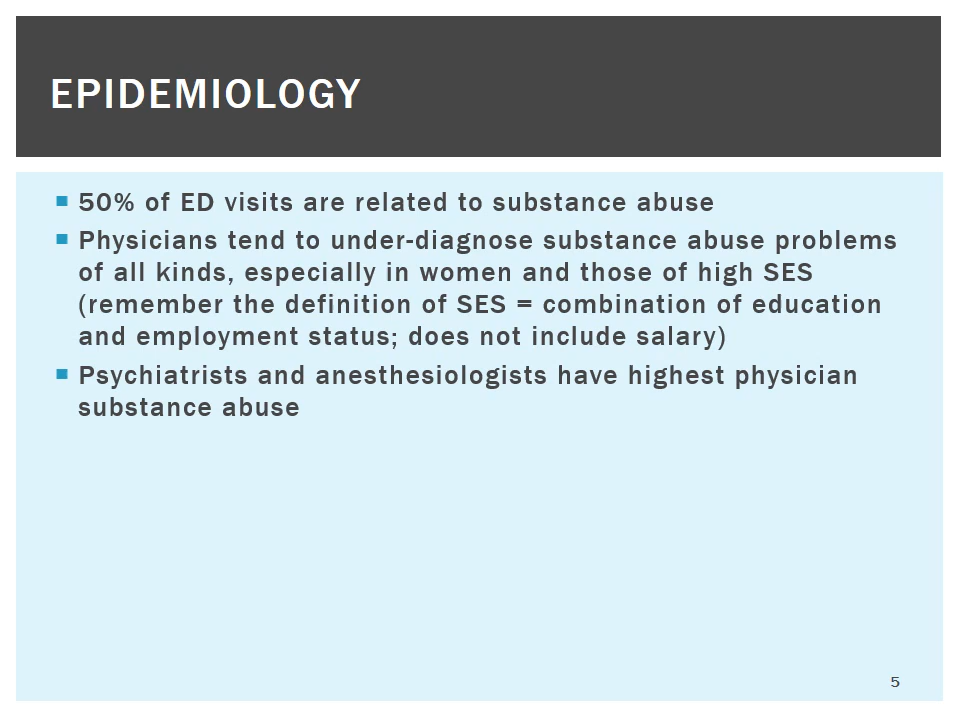 EPIDEMIOLOGY
50% of ED visits are related to substance abuse
Physicians tend to under-diagnose substance abuse problems
of all kinds, especially in women and those of high SES
(remember the definition of SES = combination of education
and employment status; does not include salary)
Psychiatrists and anesthesiologists have highest physician
substance abuse
5